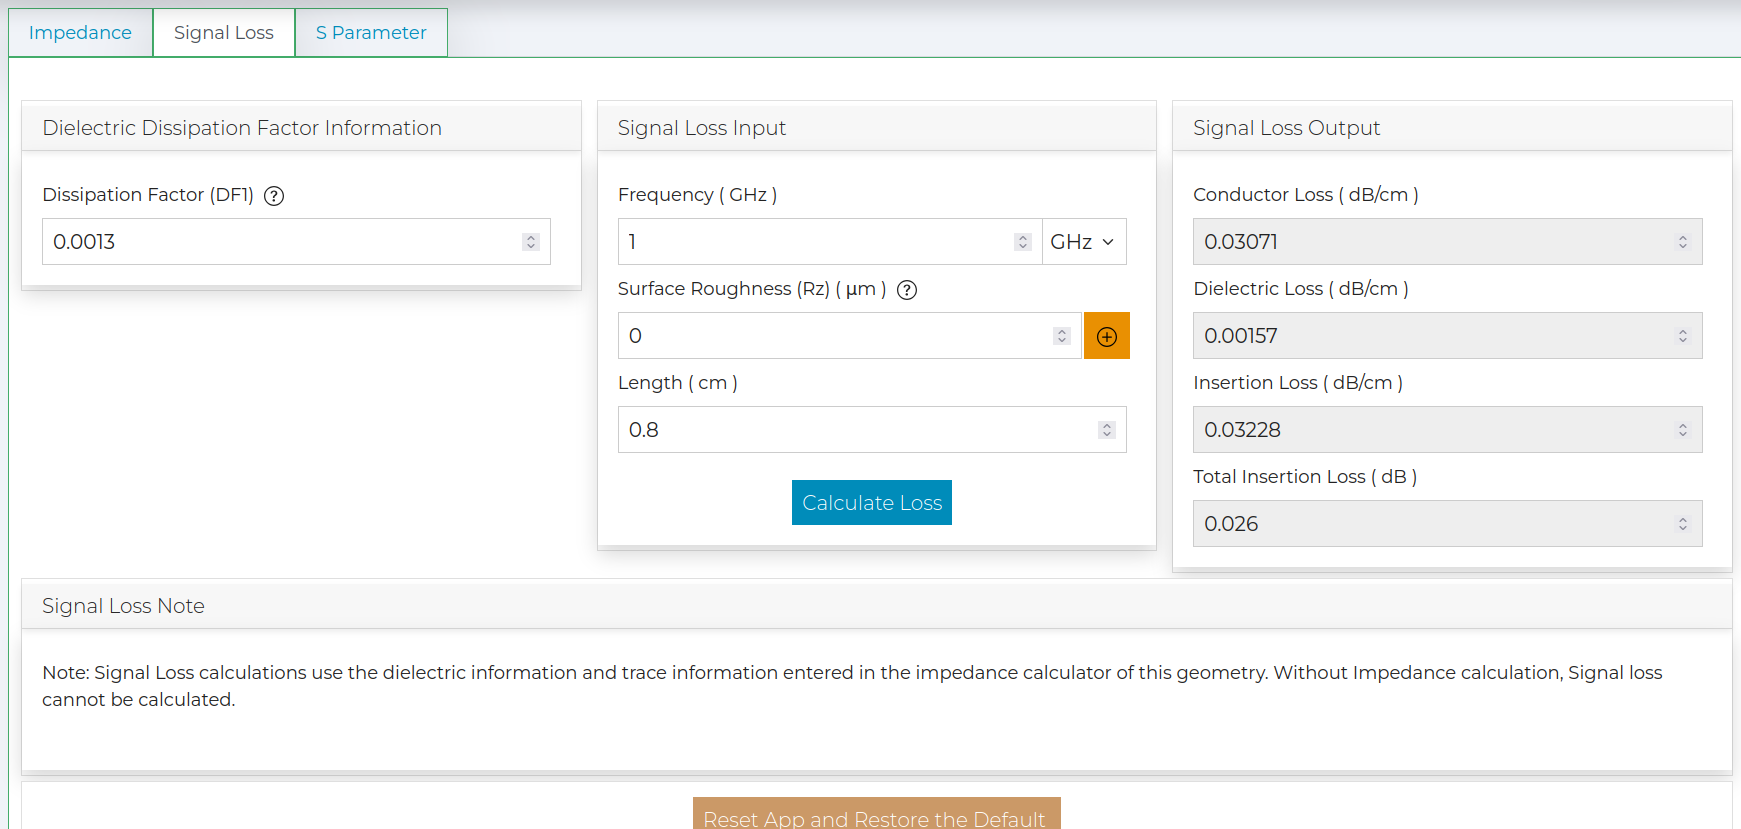 Impedance
Signal Loss
S Parameter
Dielectric Dissipation Factor Information
Dissipation Factor (DF1) ?
0.0013
Signal Loss Input
Frequency ( GHz )
1
GHz
Surface Roughness (Rz) ( µm ) ?
0
Length ( cm )
0.8
Calculate Loss
Signal Loss Output
Conductor Loss ( dB/cm )
0.03071
Dielectric Loss ( dB/cm )
0.00157
Insertion Loss ( dB/cm )
0.03228
Total Insertion Loss ( dB )
0.026
Signal Loss Note
Note: Signal Loss calculations use the dielectric information and trace information entered in the impedance calculator of this geometry. Without Impedance calculation, Signal loss
cannot be calculated.
Reset App and Restore the Default